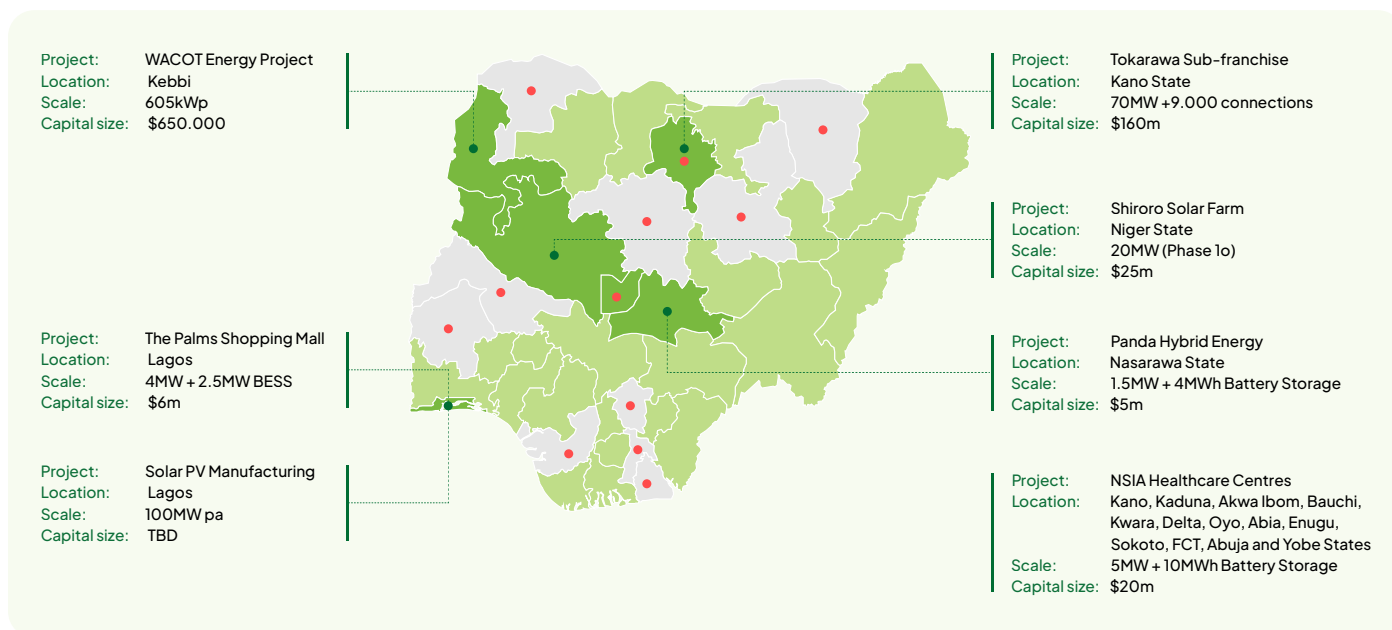 Project: WACOT Energy Project
Location: Kebbi
Scale: 605kWp
Capital size: $650.000
Project: The Palms Shopping Mall
Location: Lagos
Scale: 4MW + 2.5MW BESS
Capital size: $6m
Project: Solar PV Manufacturing
Location: Lagos
Scale: 100MW pa
Capital size: TBD
Project: Tokarawa Sub-franchise
Location: Kano State
Scale: 70MW +9.000 connections
Capital size: $160m
Project: Shiroro Solar Farm
Location: Niger State
Scale: 20MW (Phase 1o)
Capital size: $25m
Project: Panda Hybrid Energy
Location: Nasarawa State
Scale: 1.5MW + 4MWh Battery Storage
Capital size: $5m
Project: NSIA Healthcare Centres
Location: Kano, Kaduna, Akwa Ibom, Bauchi,
Kwara, Delta, Oyo, Abia, Enugu,
Sokoto, FCT, Abuja and Yobe States
Scale: 5MW + 10MWh Battery Storage
Capital size: $20m